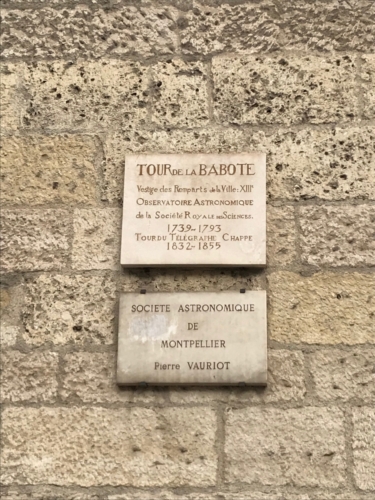 TOUR DE LA BABOTE
Vestige des Remparts de la Ville: XIIIᵉ
OBSERVATOIRE ASTRONOMIQUE
de la Société ROYALE DES SCIENCES.
1739-1793
TOUR DU TÉLÉGRAPHE CHAPPE
1832-1855
SOCIETE ASTRONOMIQUE
DE
MONTPELLIER
Pierre VAURIOT